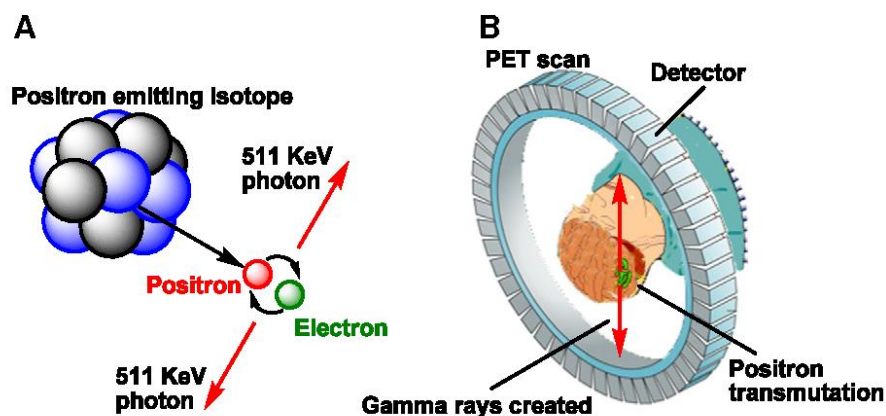 A
Positron emitting isotope
511 KeV
photon
Positron
Electron
511 KeV
photon
B
PET scan
Detector
Gamma rays created
Positron
transmutation